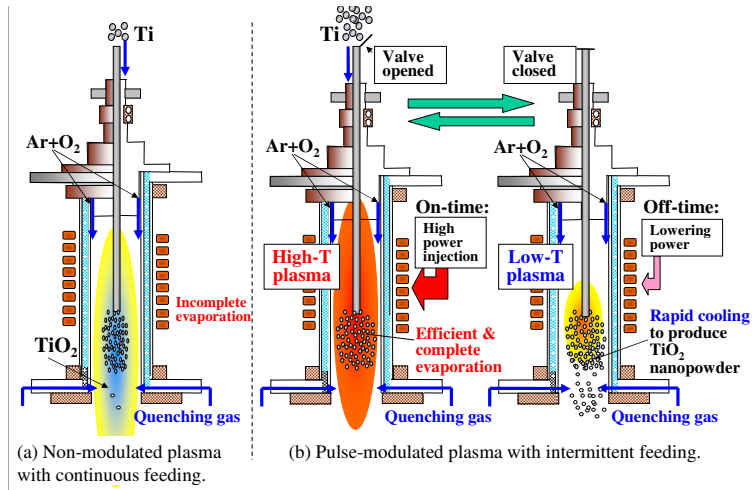 Ti
Ar+O2
Incomplete
evaporation
TiO2
Quenching gas
(a) Non-modulated plasma
with continuous feeding.
Ti
Valve
opened
Valve
closed
Ar+O2
Ar+O2
On-time:
High
power
injection
Off-time:
Lowering
power
High-T
plasma
Low-T
plasma
Efficient &
complete
evaporation
Rapid cooling
to produce
TiO2
nanopowder
Quenching gas
Quenching gas
(b) Pulse-modulated plasma with intermittent feeding.